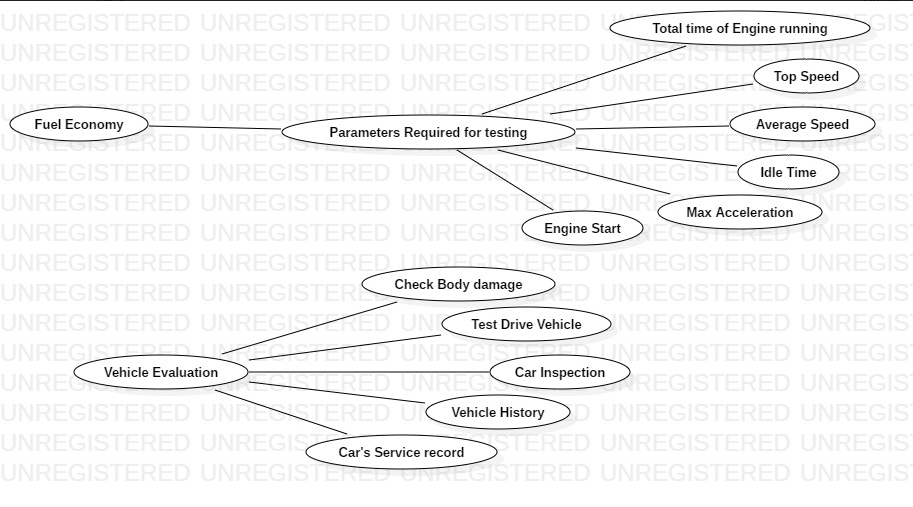 Total time of Engine running
Top Speed
Fuel Economy
Parameters Required for testing
Average Speed
Idle Time
Max Acceleration
Engine Start
Check Body damage
Test Drive Vehicle
Vehicle Evaluation
Car Inspection
Vehicle History
Car's Service record
UNREGISTERED UNREGISTERED UNREGISTERED UNREGISTERED UNREGISTERED